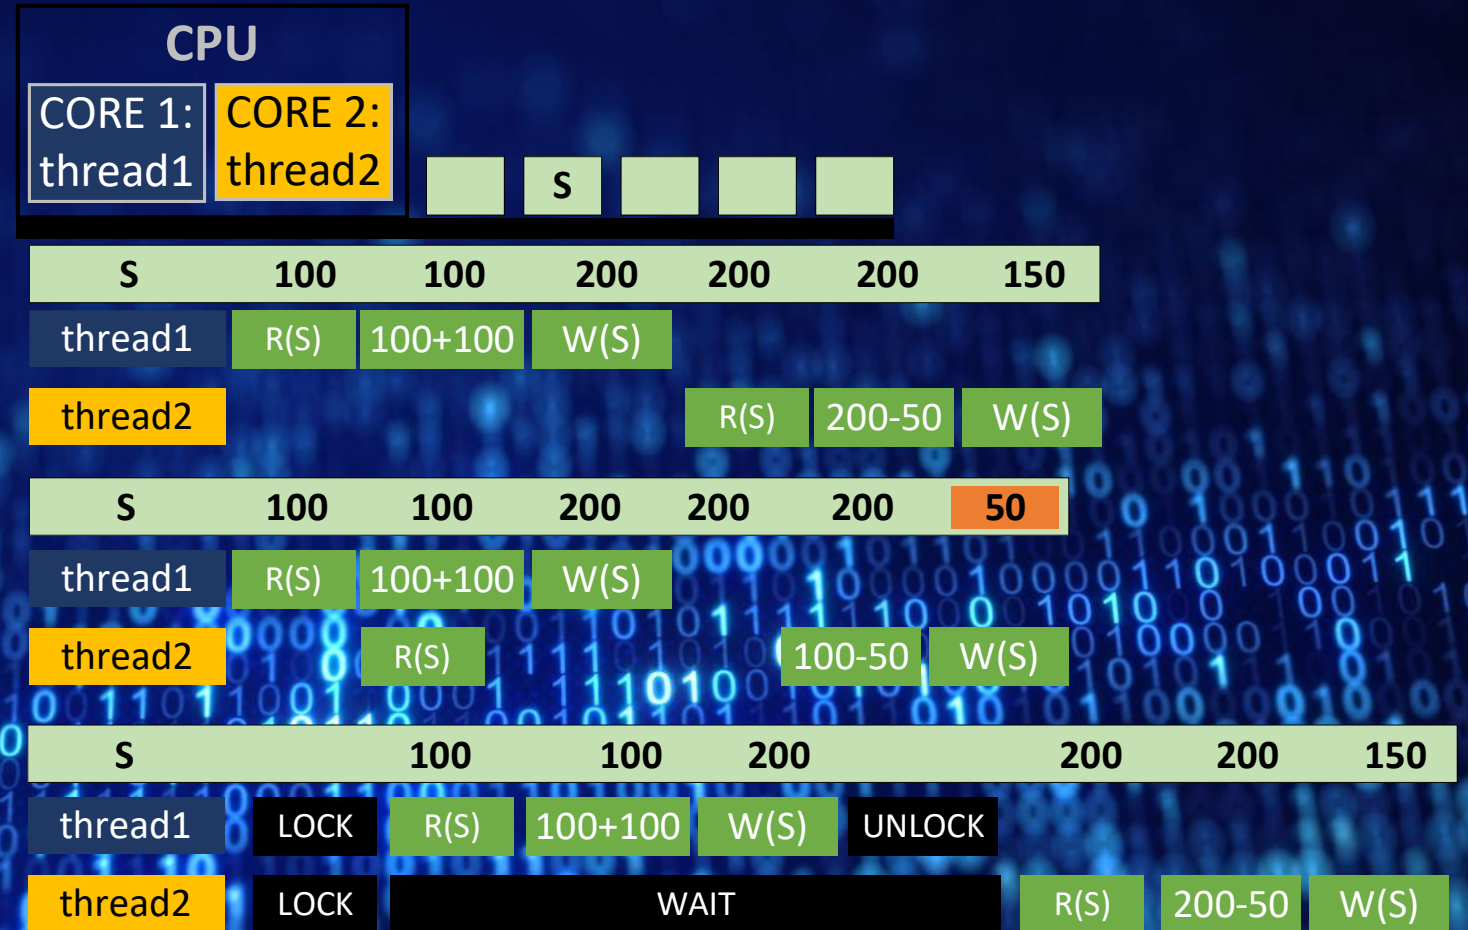 CPU
CORE 1:
thread1
CORE 2:
thread2
S
S 100 100 200 200 200 150
thread1 R(S) 100+100 W(S)
thread2 R(S) 200-50 W(S)
S 100 100 200 200 200 50
thread1 R(S) 100+100 W(S)
thread2 R(S) 100-50 W(S)
S 100 100 200 200 200 150
thread1 LOCK R(S) 100+100 W(S) UNLOCK
thread2 LOCK WAIT R(S) 200-50 W(S)